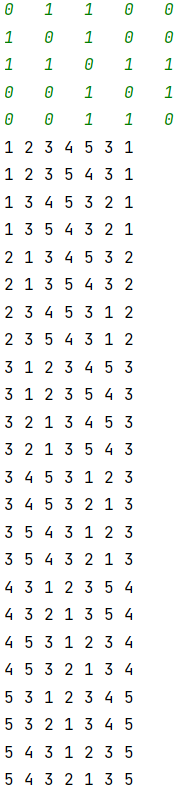 0 1 1 0 0
1 0 1 0 0
1 1 0 1 1
0 0 1 0 1
0 0 1 1 0
1 2 3 4 5 3 1
1 2 3 5 4 3 1
1 3 4 5 3 2 1
1 3 5 4 3 2 1
2 1 3 4 5 3 2
2 1 3 5 4 3 2
2 3 4 5 3 1 2
2 3 5 4 3 1 2
3 1 2 3 4 5 3
3 1 2 3 5 4 3
3 2 1 3 4 5 3
3 2 1 3 5 4 3
3 4 5 3 1 2 3
3 4 5 3 2 1 3
3 5 4 3 1 2 3
3 5 4 3 2 1 3
4 3 1 2 3 5 4
4 3 2 1 3 5 4
4 5 3 1 2 3 4
4 5 3 2 1 3 4
5 3 1 2 3 4 5
5 3 2 1 3 4 5
5 4 3 1 2 3 5
5 4 3 2 1 3 5